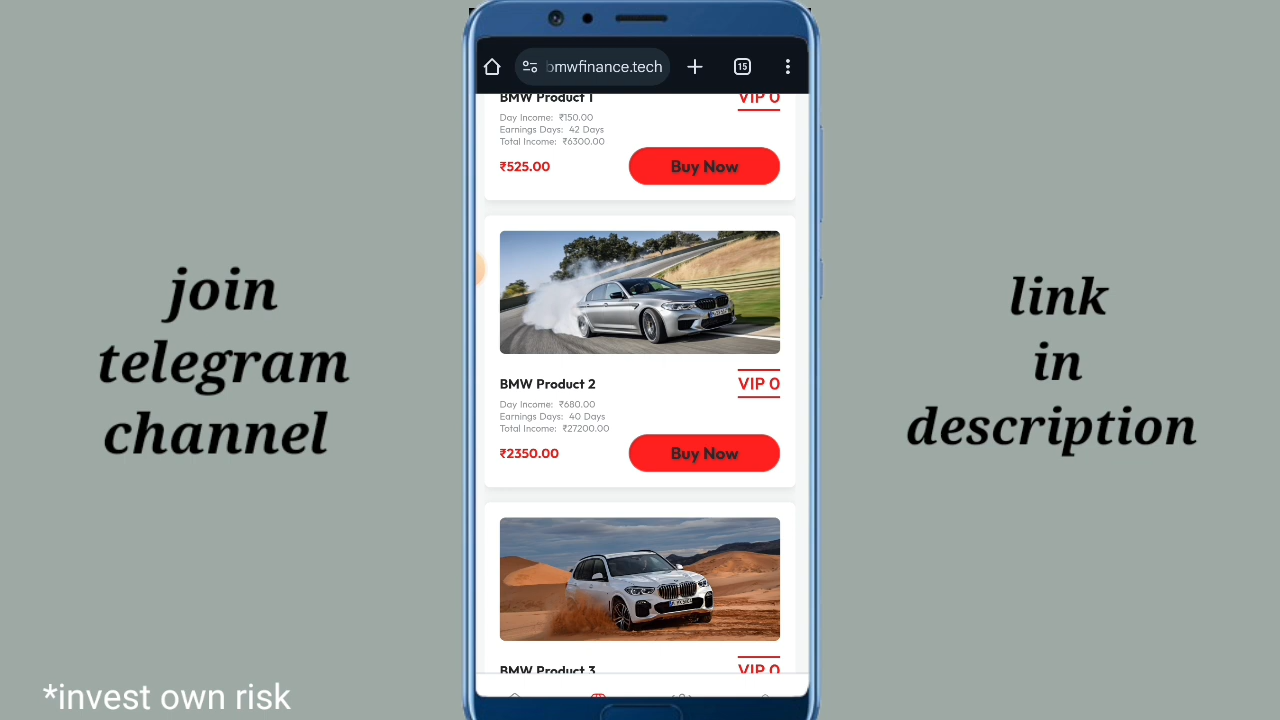 join
telegram
channel
bmwfinance.tech
15
BMW Product 1
VIP 0
Day Income: ₹150.00
Earnings Days: 42 Days
Total Income: ₹6300.00
₹525.00
Buy Now
BMW Product 2
VIP 0
Day Income: ₹680.00
Earnings Days: 40 Days
Total Income: ₹27200.00
₹2350.00
Buy Now
BMW Product 3
VIP 0
link
in
description
*invest own risk